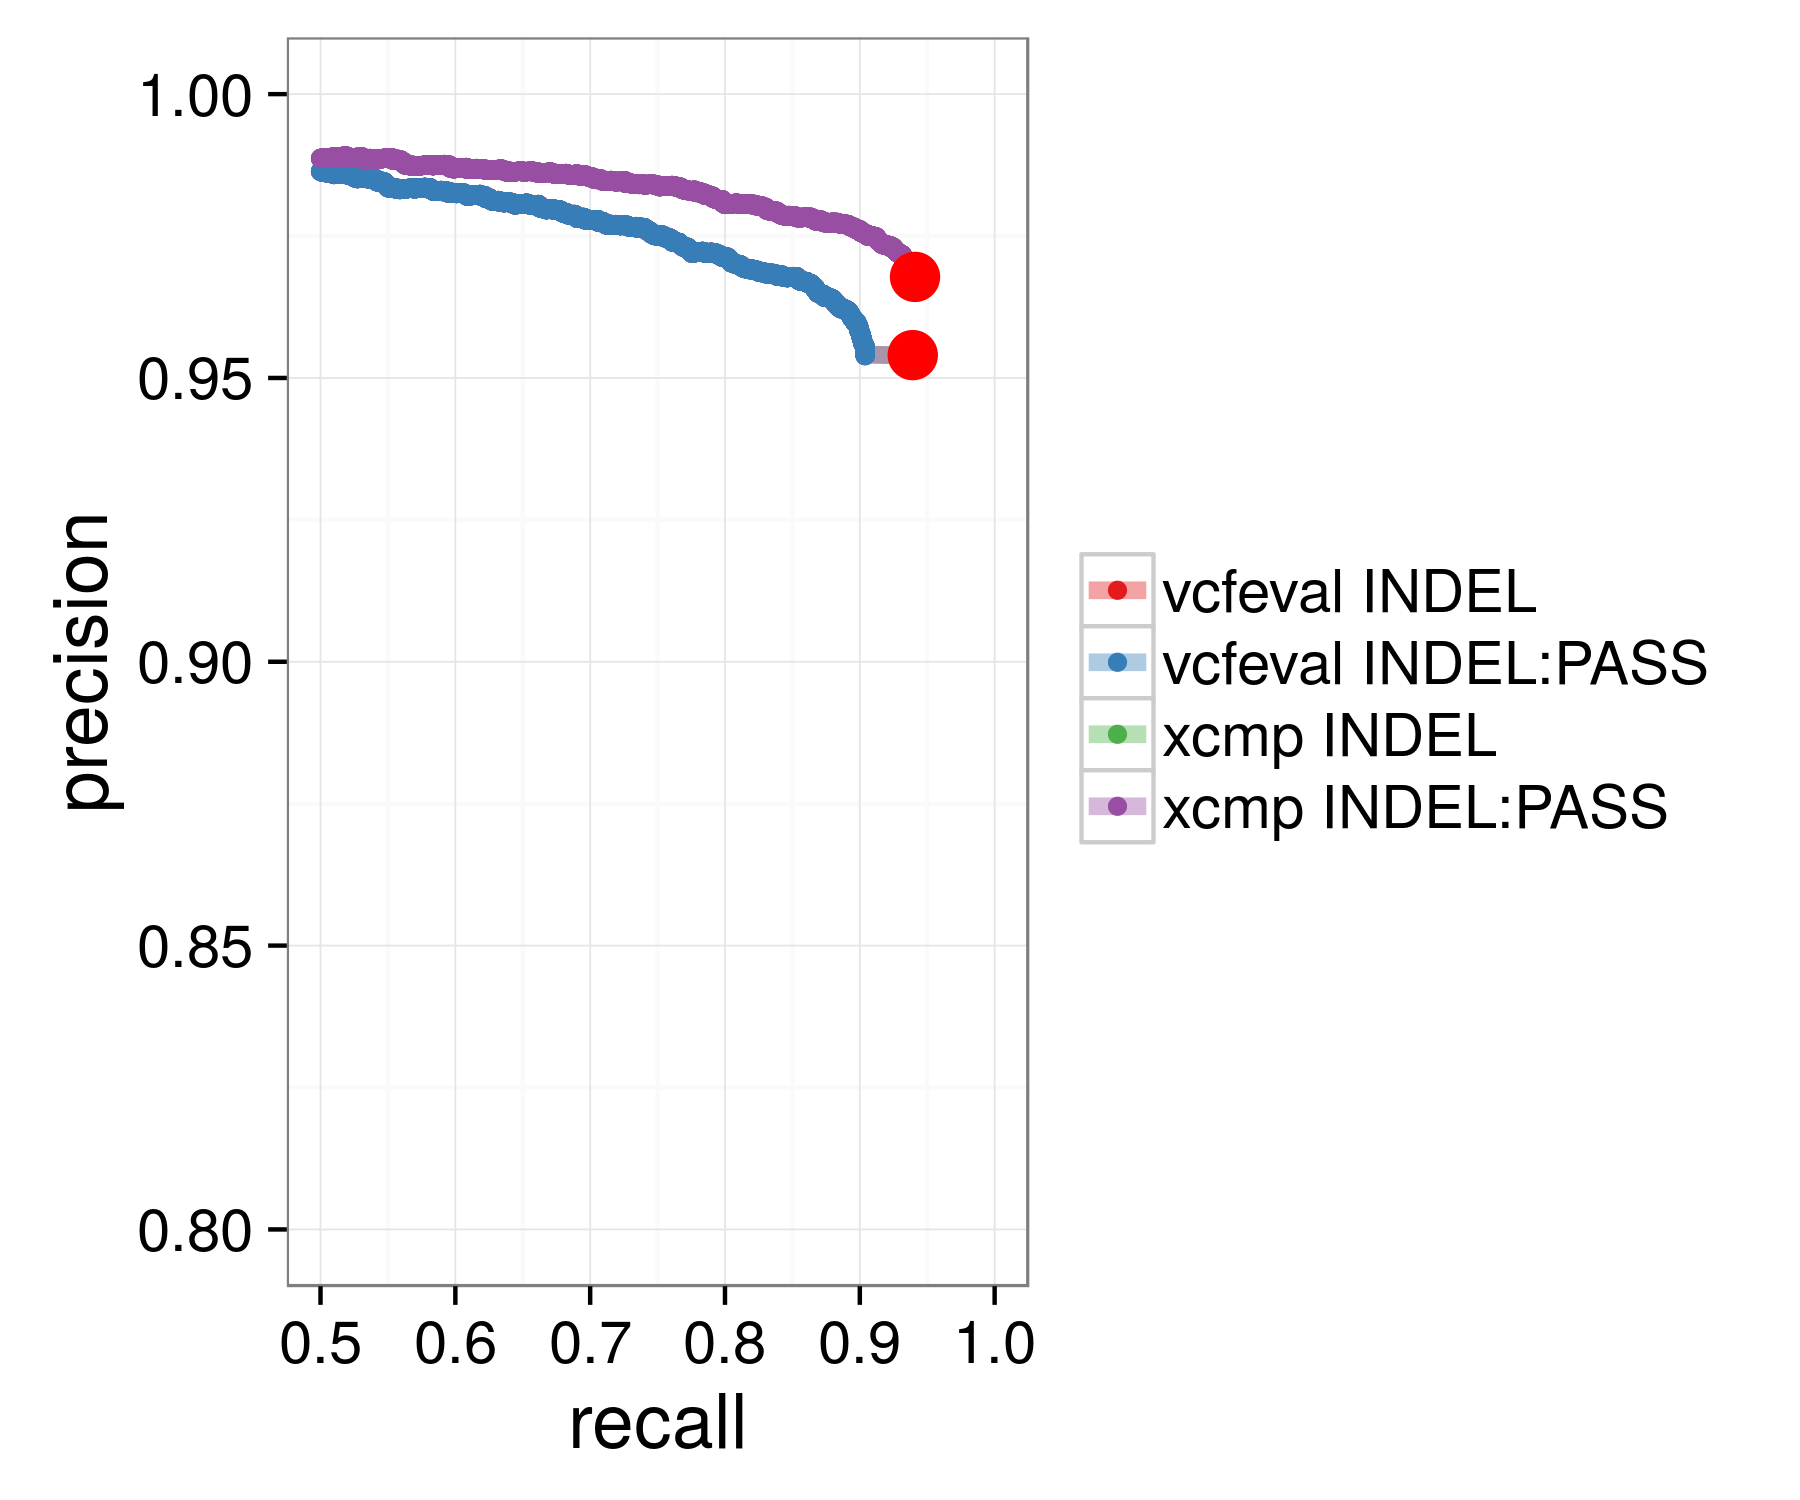 1.00
0.95
0.90
0.85
0.80
precision
0.5 0.6 0.7 0.8 0.9 1.0
recall
vcfeval INDEL
vcfeval INDEL:PASS
xcmp INDEL
xcmp INDEL:PASS